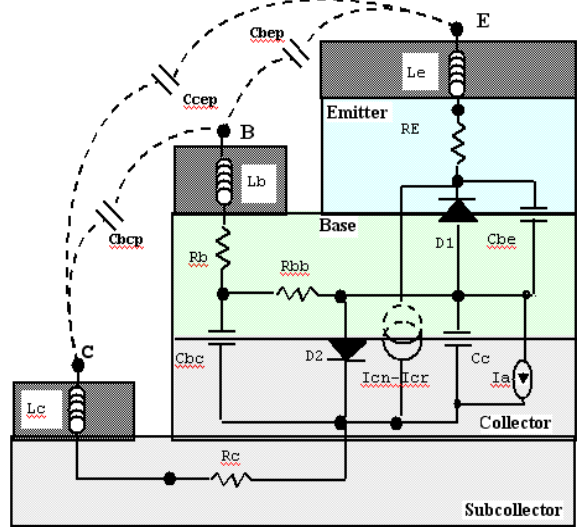 E
Cbep
Ccep
Le
Emitter
B
RE
Lb
Cbcp
Base
D1
Cbe
Rb
Rbb
C
Cbc
D2
Icn-Icr
Cc
Ia
Lc
Collector
Rc
Subcollector